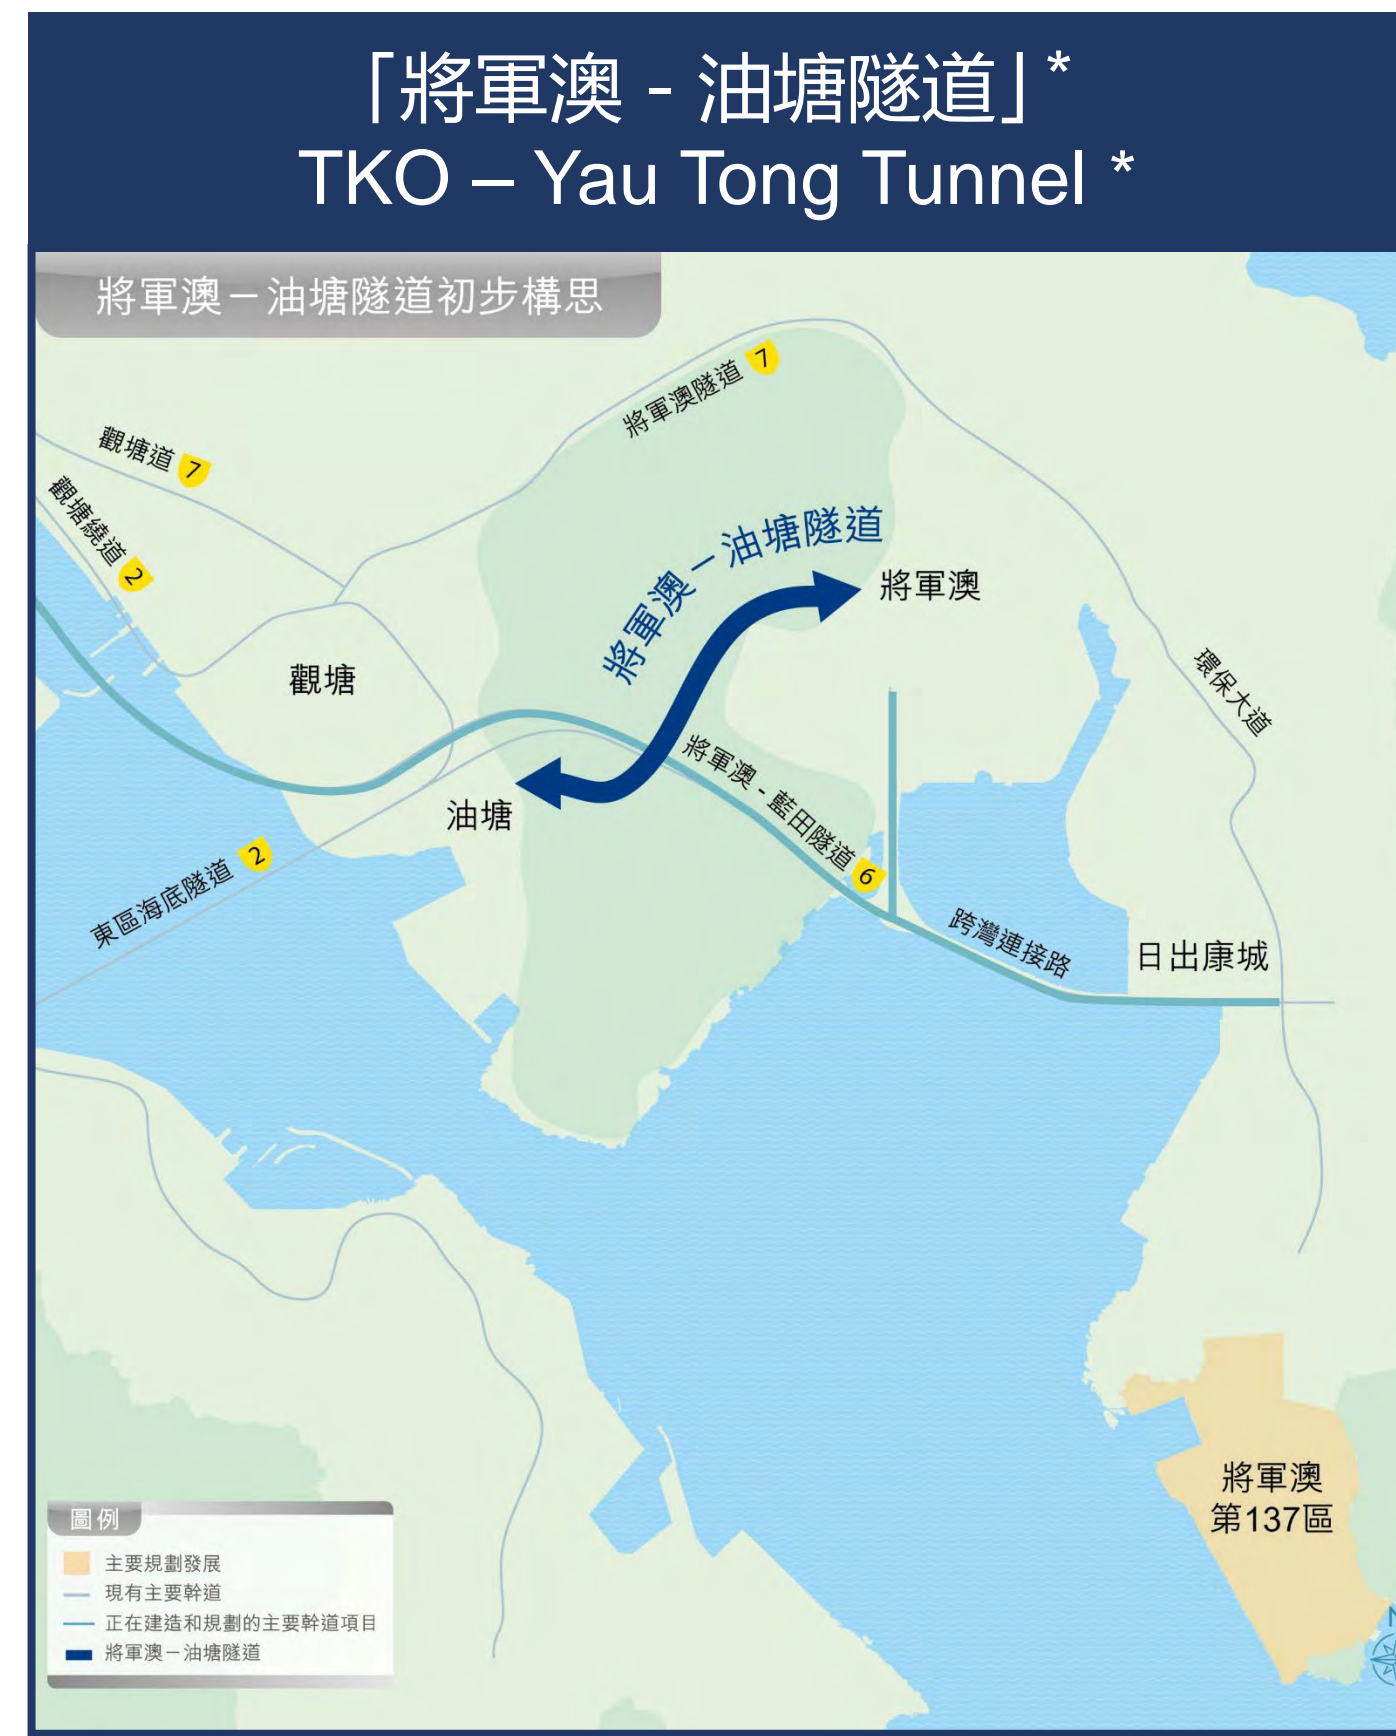 「將軍澳 - 油塘隧道」*
TKO – Yau Tong Tunnel *
將軍澳－油塘隧道初步構思
將軍澳隧道 7
觀塘道 7
觀塘繞道 2
將軍澳－油塘隧道
將軍澳
環保大道
觀塘
將軍澳 - 藍田隧道 6
油塘
東區海底隧道 2
跨灣連接路
日出康城
將軍澳
第137區
圖例
主要規劃發展
現有主要幹道
正在建造和規劃的主要幹道項目
將軍澳－油塘隧道
N